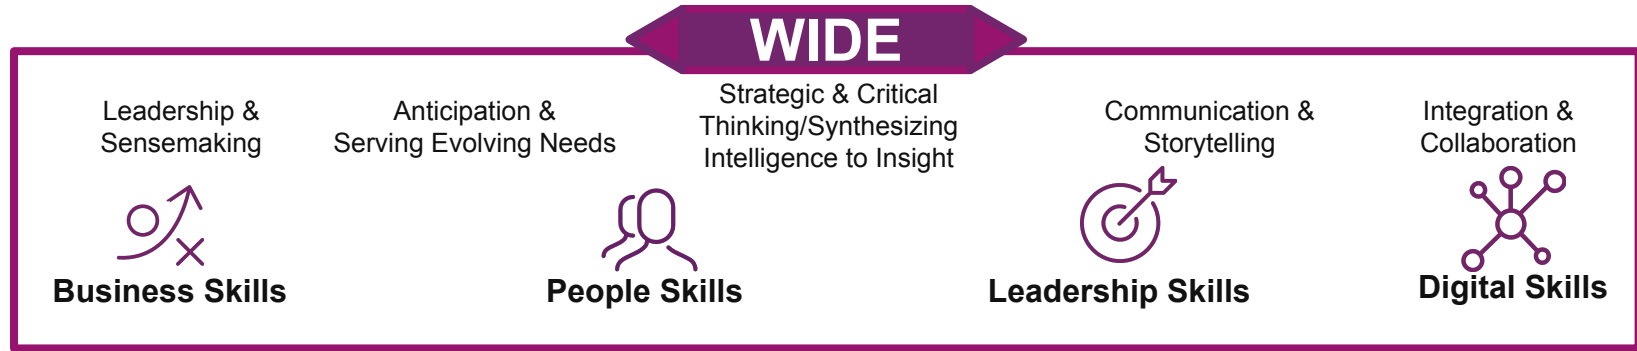 WIDE
Leadership &
Sensemaking
Anticipation &
Serving Evolving Needs
Strategic & Critical
Thinking/Synthesizing
Intelligence to Insight
Communication &
Storytelling
Integration &
Collaboration
Business Skills
People Skills
Leadership Skills
Digital Skills